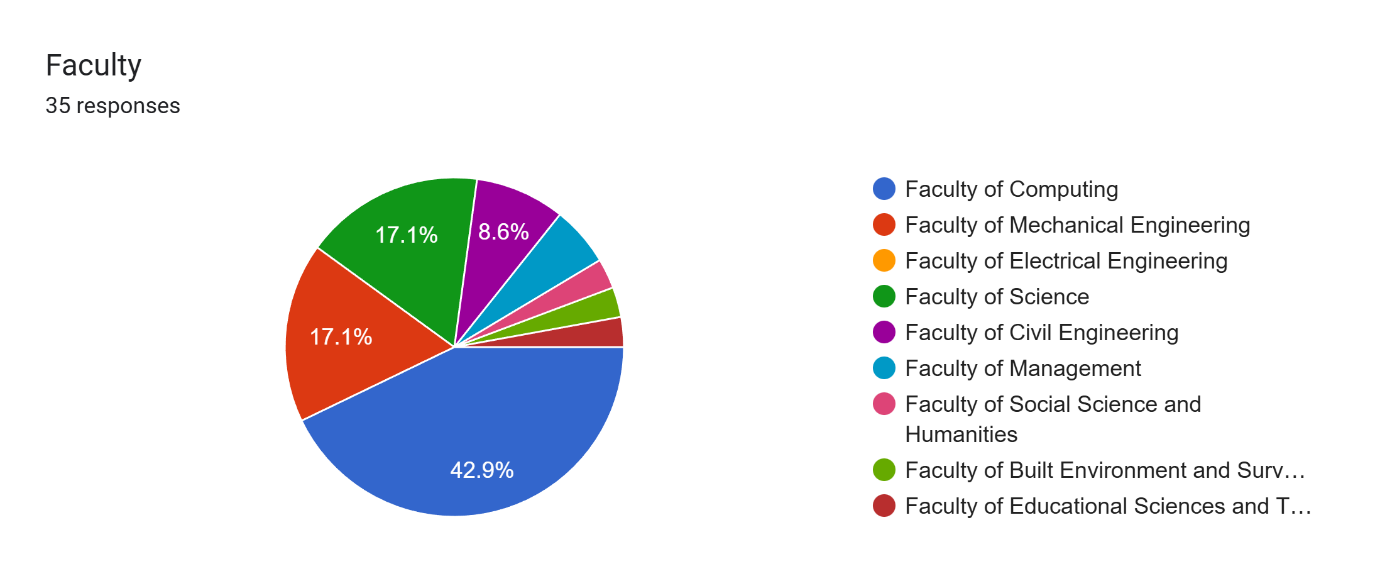 Faculty
35 responses
17.1%
8.6%
17.1%
42.9%
Faculty of Computing
Faculty of Mechanical Engineering
Faculty of Electrical Engineering
Faculty of Science
Faculty of Civil Engineering
Faculty of Management
Faculty of Social Science and
Humanities
Faculty of Built Environment and Surv…
Faculty of Educational Sciences and T…